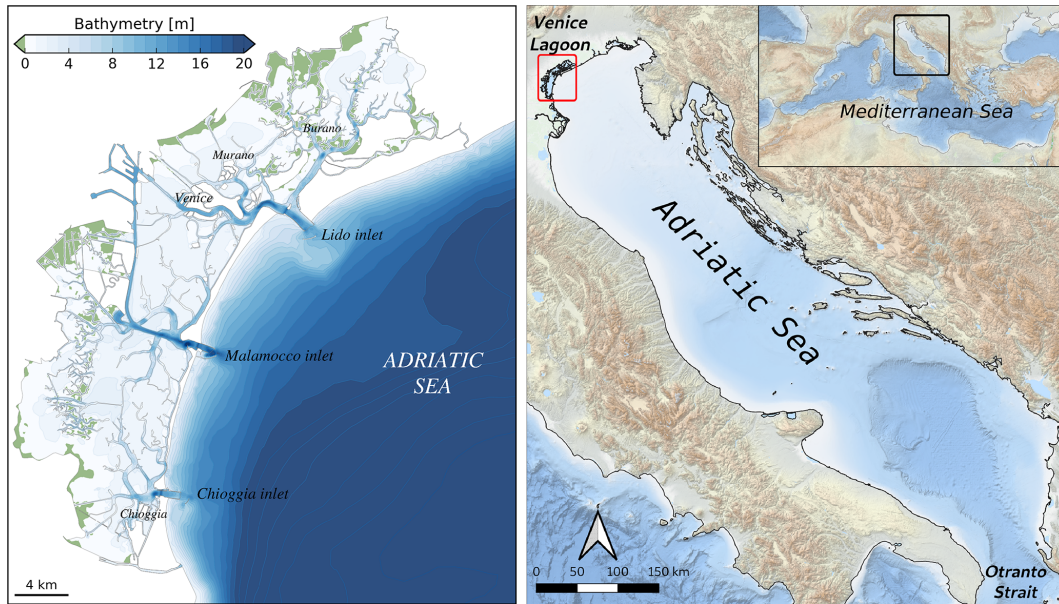 Bathymetry [m]
0 4 8 12 16 20
Burano
Murano
Venice
Lido inlet
Malamocco inlet
ADRIATIC
SEA
Chioggia inlet
Chioggia
4 km
Venice
Lagoon
Mediterranean Sea
Adriatic Sea
0 50 100 150 km
Otranto
Strait